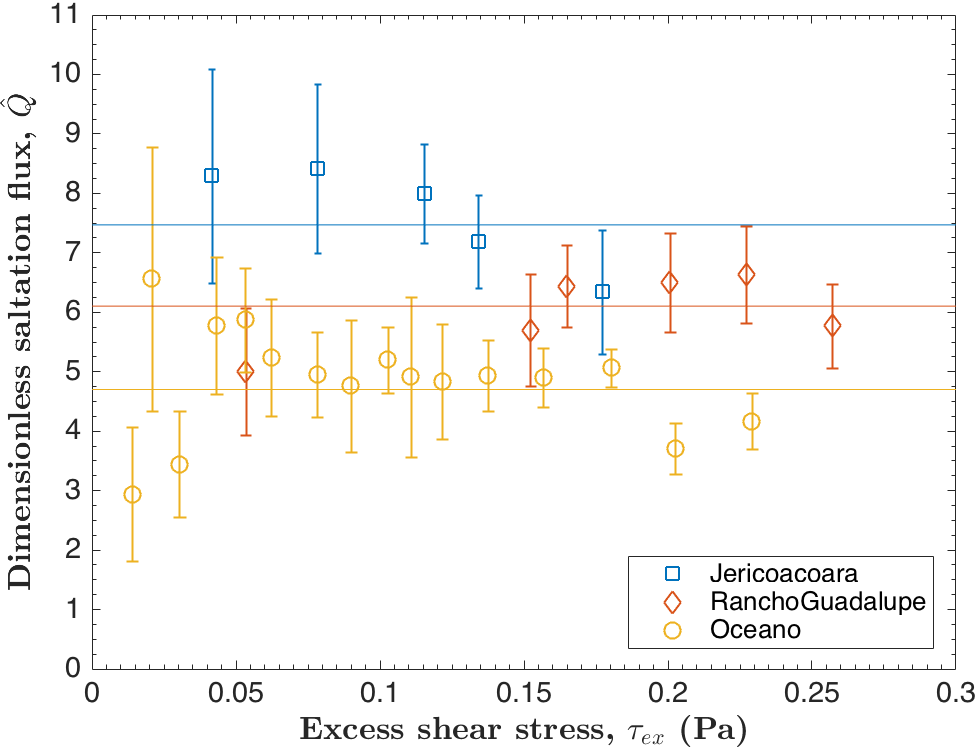 Dimensionless saltation flux, Q̂
11
10
9
8
7
6
5
4
3
2
1
0
Jericoacoara
RanchoGuadalupe
Oceano
0 0.05 0.1 0.15 0.2 0.25 0.3
Excess shear stress, τ_ex (Pa)